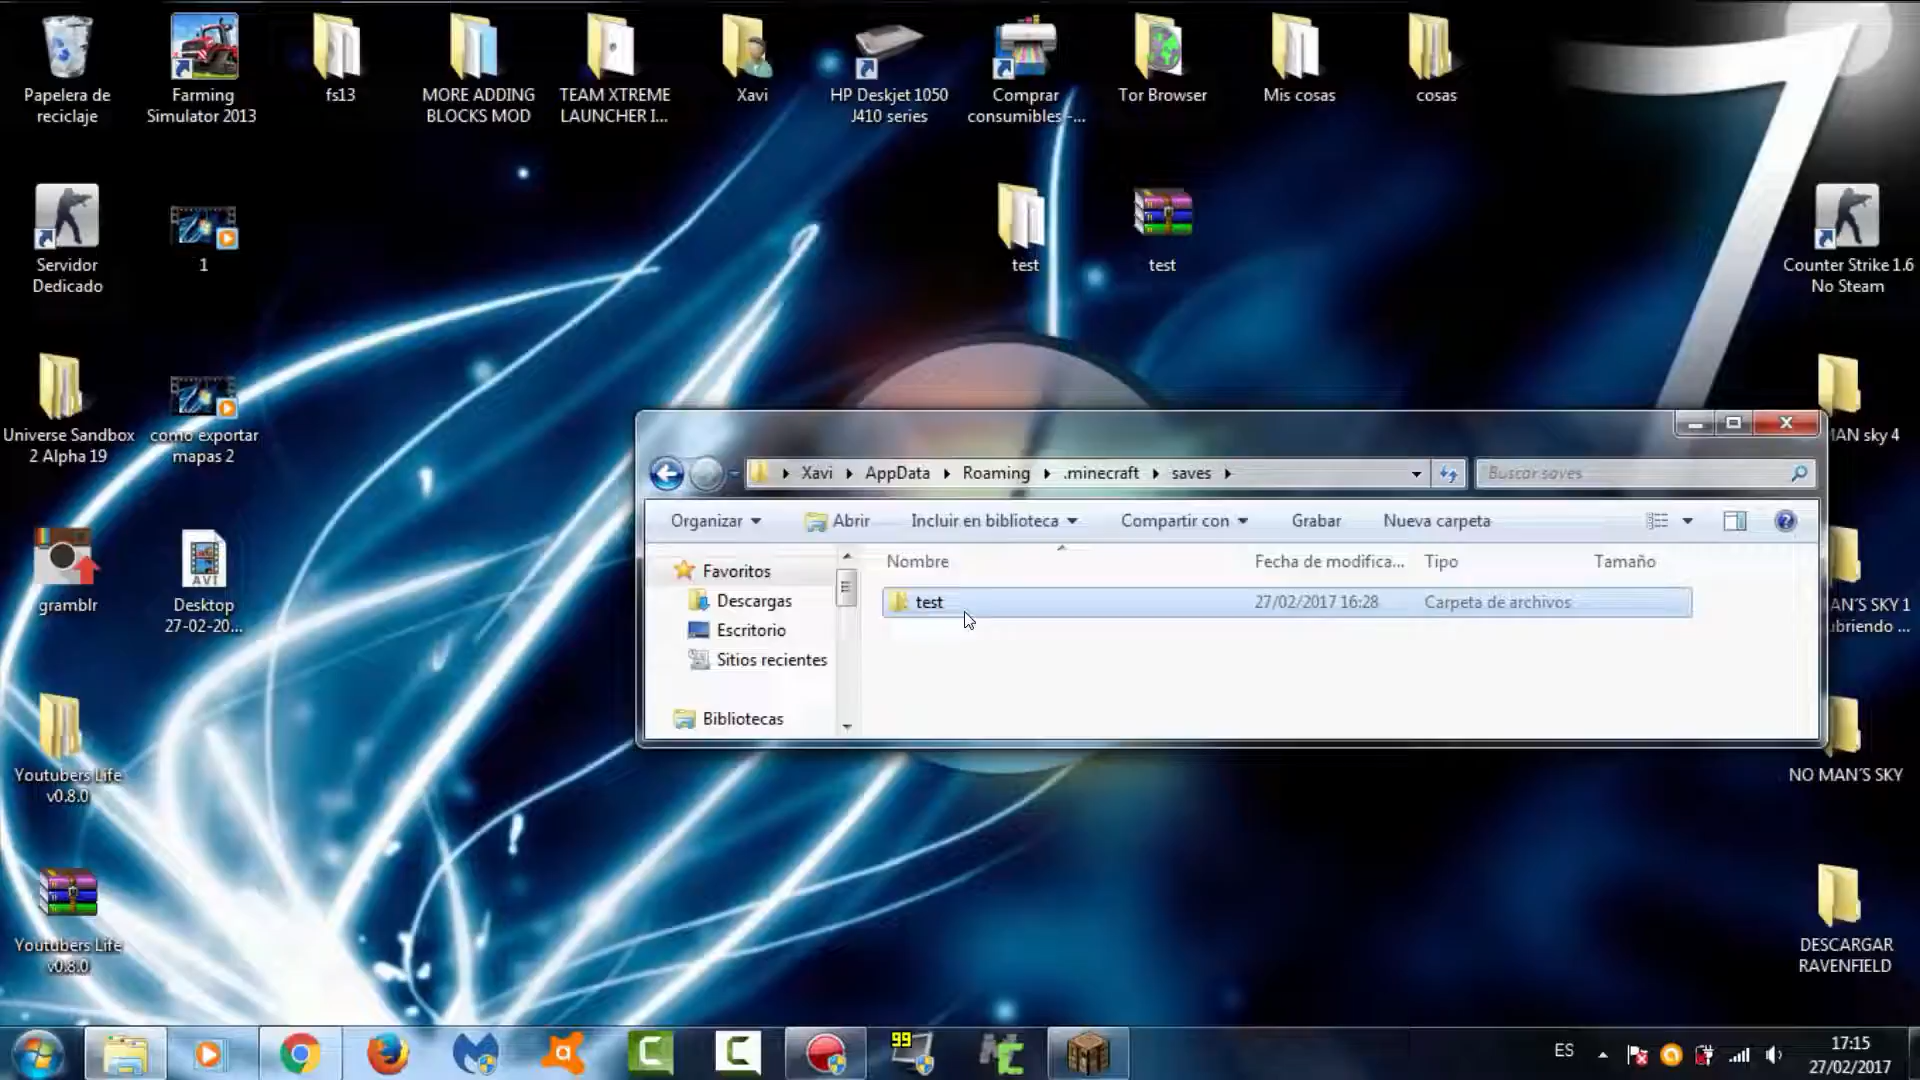 Papelera de
reciclaje
Farming
Simulator 2013
fs13
MORE ADDING
BLOCKS MOD
TEAM XTREME
LAUNCHER I...
Xavi
HP Deskjet 1050
J410 series
Comprar
consumibles -...
Tor Browser
Mis cosas
cosas
7
Servidor
Dedicado
1
test
test
Counter Strike 1.6
No Steam
Universe Sandbox
2 Alpha 19
como exportar
mapas 2
MAN sky 4
gramblr
AVI
Desktop
27-02-20...
AN´S SKY 1
ubriendo ...
Youtubers Life
v0.8.0
NO MAN´S SKY
Youtubers Life
v0.8.0
DESCARGAR
RAVENFIELD
Xavi
AppData
Roaming
.minecraft
saves
Buscar saves
Organizar
Abrir
Incluir en biblioteca
Compartir con
Grabar
Nueva carpeta
Favoritos
Descargas
Escritorio
Sitios recientes
Bibliotecas
Nombre
Fecha de modifica...
Tipo
Tamaño
test
27/02/2017 16:28
Carpeta de archivos
99
ES
17:15
27/02/2017